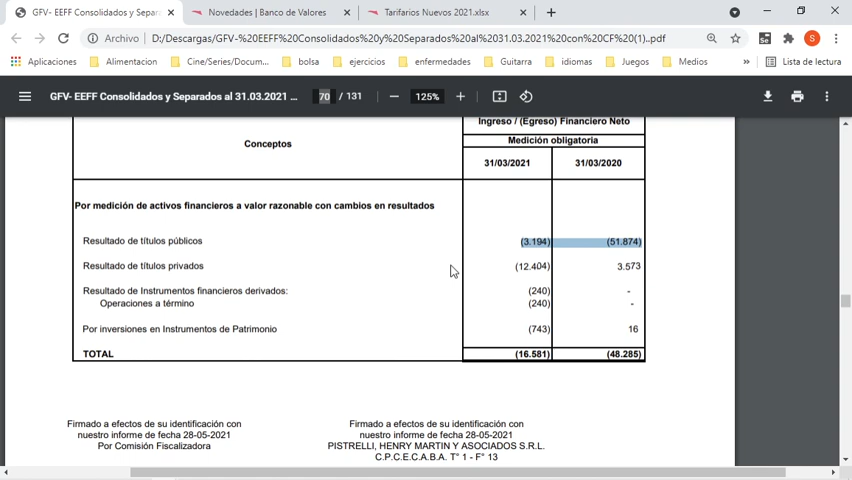 GFV- EEFF Consolidados y Separa
Novedades | Banco de Valores
Tarifarios Nuevos 2021.xlsx
Archivo | D:/Descargas/GFV-%20EEFF%20Consolidados%20y%20Separados%20al%2031.03.2021%20con%20CF%20(1)..pdf
S
Aplicaciones
Alimentacion
Cine/Series/Docum...
bolsa
ejercicios
enfermedades
Guitarra
idiomas
Juegos
Medios
»
Lista de lectura
GFV- EEFF Consolidados y Separados al 31.03.2021 ...
70 / 131
125%
Ingreso / (Egreso) Financiero Neto
Conceptos
Medición obligatoria
31/03/2021 31/03/2020
Por medición de activos financieros a valor razonable con cambios en resultados
Resultado de títulos públicos (3.194) (51.874)
Resultado de títulos privados (12.404) 3.573
Resultado de Instrumentos financieros derivados: (240) -
Operaciones a término (240) -
Por inversiones en Instrumentos de Patrimonio (743) 16
TOTAL (16.581) (48.285)
Firmado a efectos de su identificación con
nuestro informe de fecha 28-05-2021
Por Comisión Fiscalizadora
Firmado a efectos de su identificación con
nuestro informe de fecha 28-05-2021
PISTRELLI, HENRY MARTIN Y ASOCIADOS S.R.L.
C.P.C.E.C.A.B.A. T° 1 - F° 13